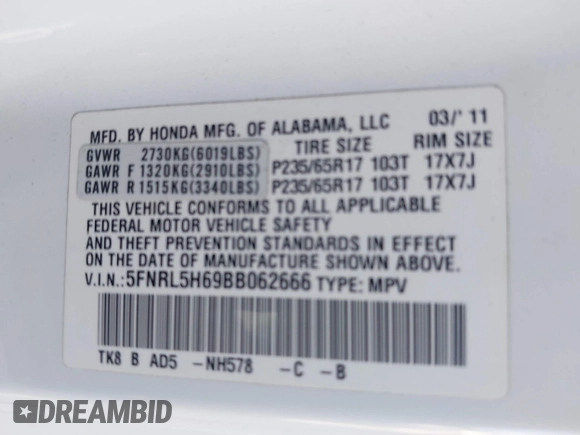 MFD. BY HONDA MFG. OF ALABAMA, LLC 03/' 11
TIRE SIZE RIM SIZE
GVWR 2730KG(6019LBS)
GAWR F 1320KG(2910LBS) P235/65R17 103T 17X7J
GAWR R 1515KG(3340LBS) P235/65R17 103T 17X7J
THIS VEHICLE CONFORMS TO ALL APPLICABLE
FEDERAL MOTOR VEHICLE SAFETY
AND THEFT PREVENTION STANDARDS IN EFFECT
ON THE DATE OF MANUFACTURE SHOWN ABOVE.
V.I.N.:5FNRL5H69BB062666 TYPE: MPV
TK8 B AD5 -NH578 -C -B
DREAMBID